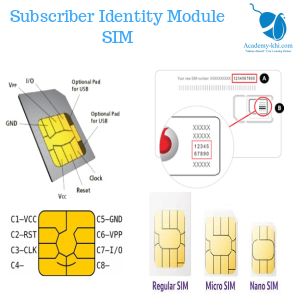 Subscriber Identity Module
SIM
Academy-khi.com
I/O
VPP
Optional Pad
for USB
Optional Pad
for USB
GND
Clock
Reset
Vcc
1234567890
A
B
XXXXX
XXXXX
12345
67890
XXXXX
C1-VCC
C5-GND
C2-RST
C6-VPP
C3-CLK
C7-I/O
C4-
C8-
Regular SIM
Micro SIM
Nano SIM